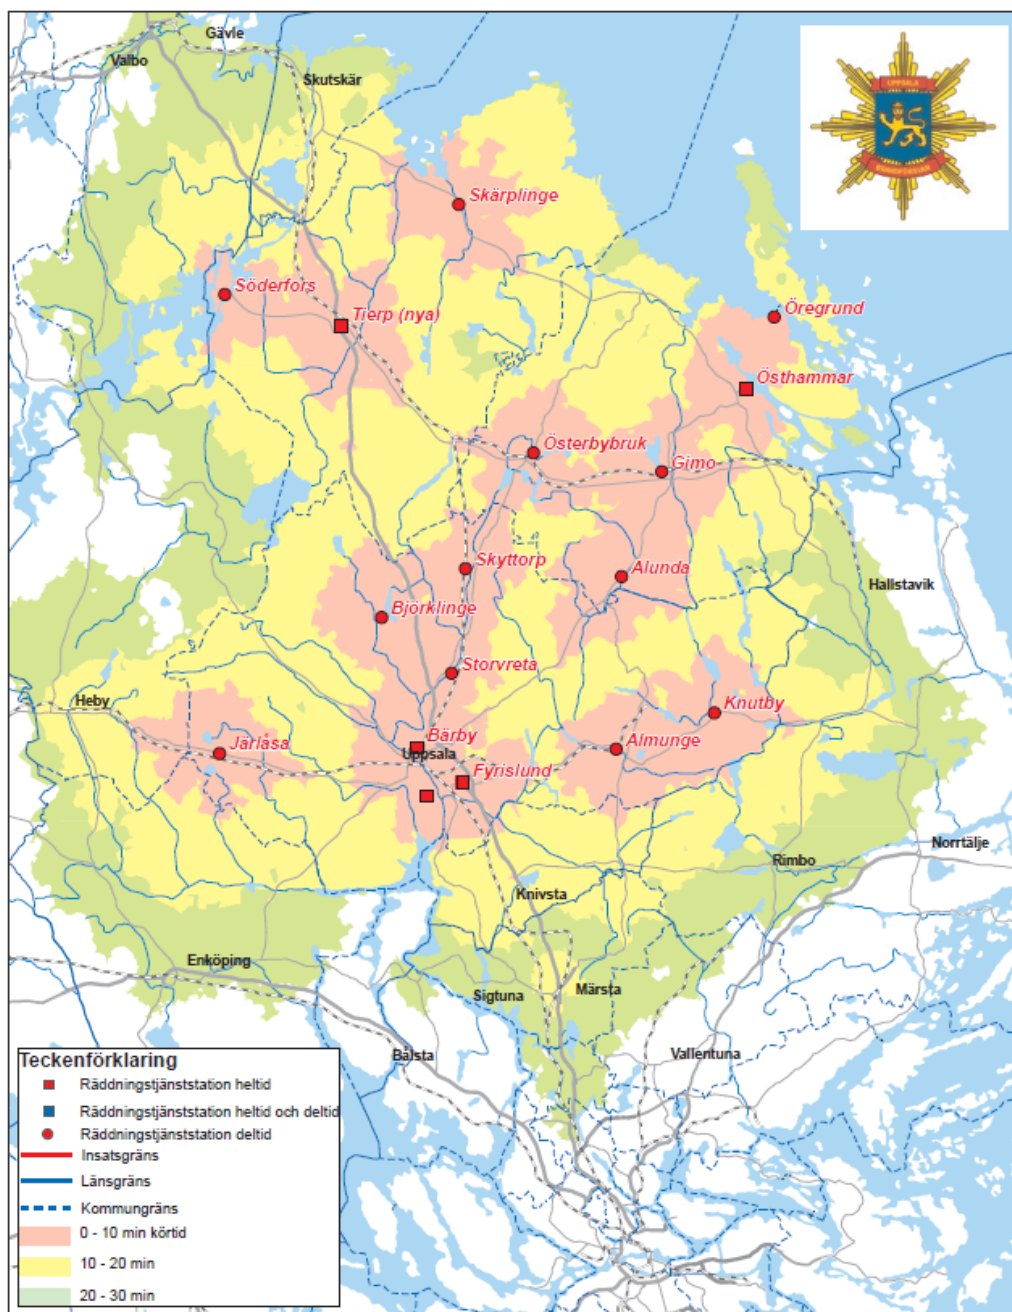 Gävle
Valbo
Skutskär
UPPSALA
BRANDFÖRSVAR
Skärplinge
Söderfors
Tierp (nya)
Öregrund
Östhammar
Österbybruk
Gimo
Skyttorp
Alunda
Hallstavik
Björklinge
Storvreta
Heby
Knutby
Järlåsa
Bärby
Almunge
Uppsala
Fyrislund
Norrtälje
Rimbo
Knivsta
Enköping
Sigtuna
Märsta
Bålsta
Vallentuna
Teckenförklaring
Räddningstjänststation heltid
Räddningstjänststation heltid och deltid
Räddningstjänststation deltid
Insatsgräns
Länsgräns
Kommungräns
0 - 10 min körtid
10 - 20 min
20 - 30 min